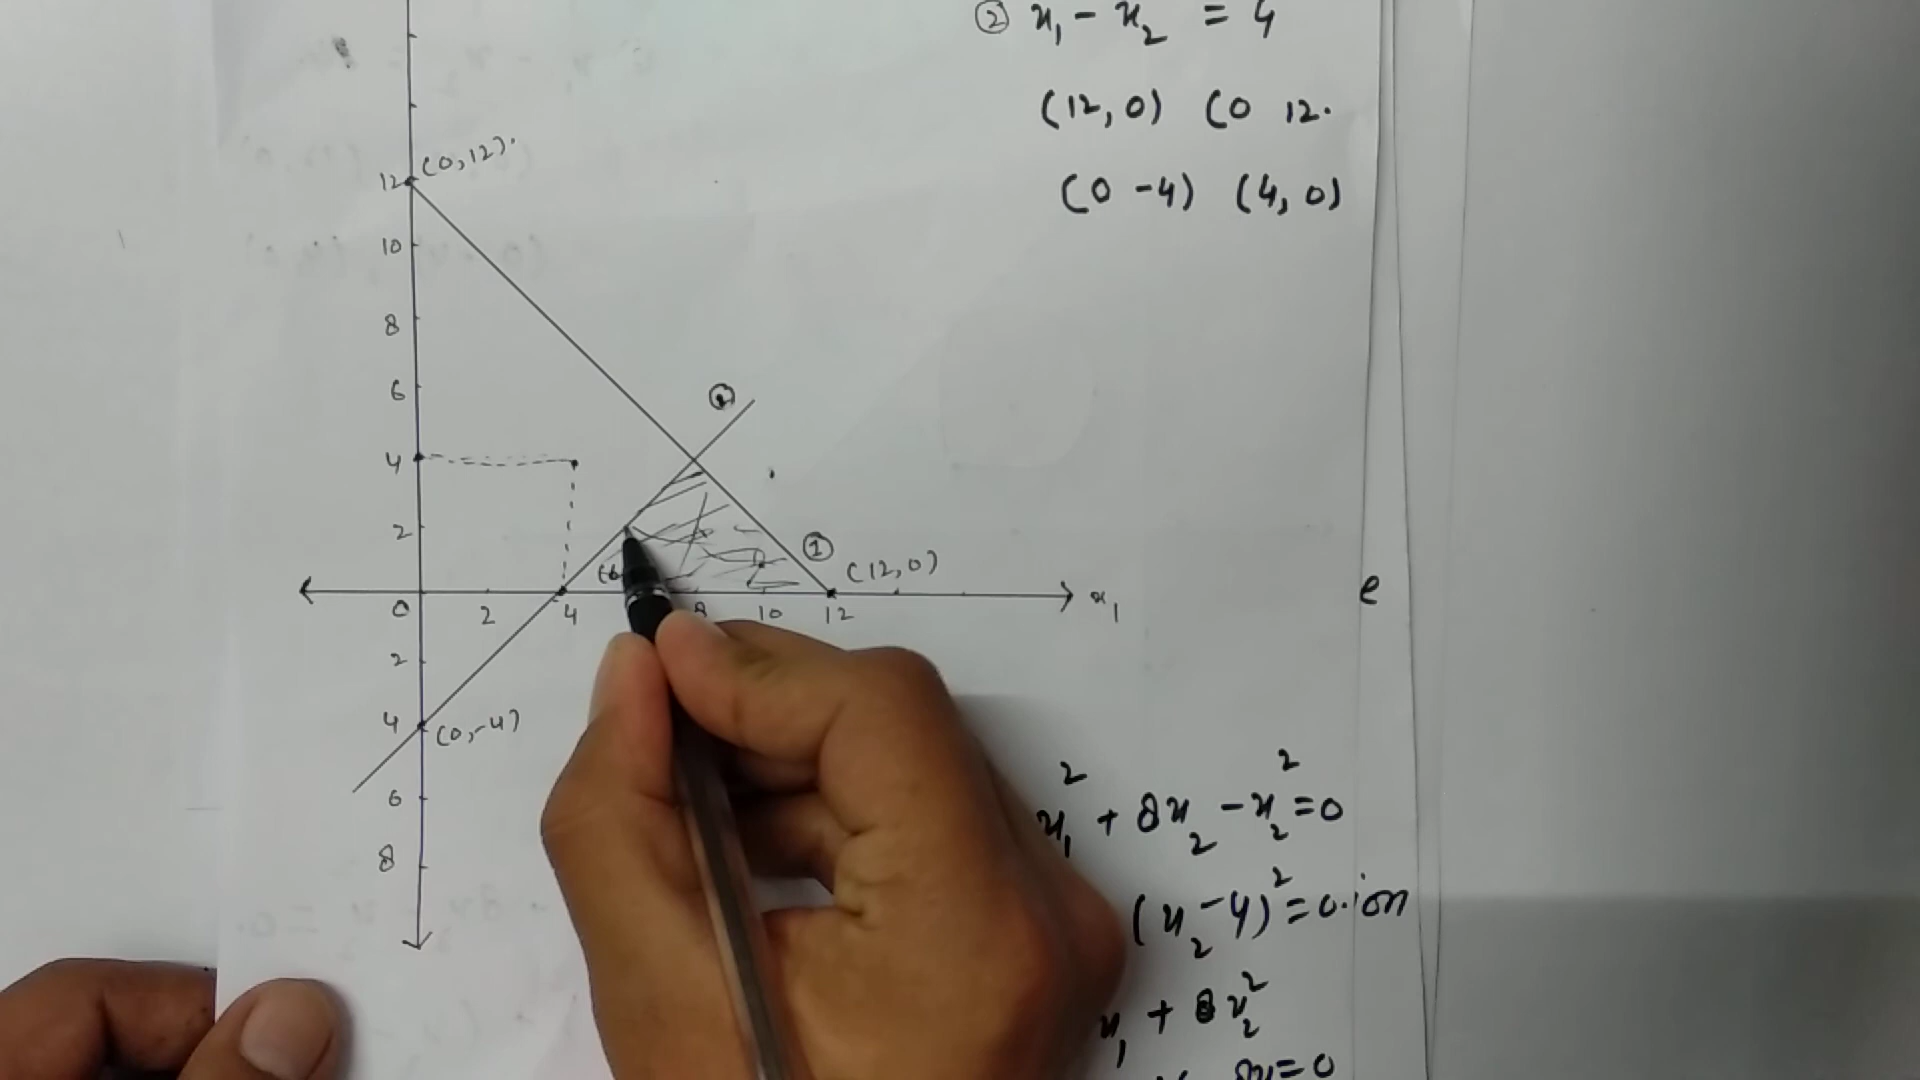 ② x₁ - x₂ = 4
(12, 0) (0 12.
(0 -4) (4, 0)
(0, 12).
12
10
8
6
②
4
2
①
(12, 0)
0 2 4 8 10 12 x₁
2
4 (0, -4)
6
8
e
x₁² + 8x₂ - x₂² = 0
(x₂ - 4)² = 0.ion
x₁ + 8x₂²
= 0